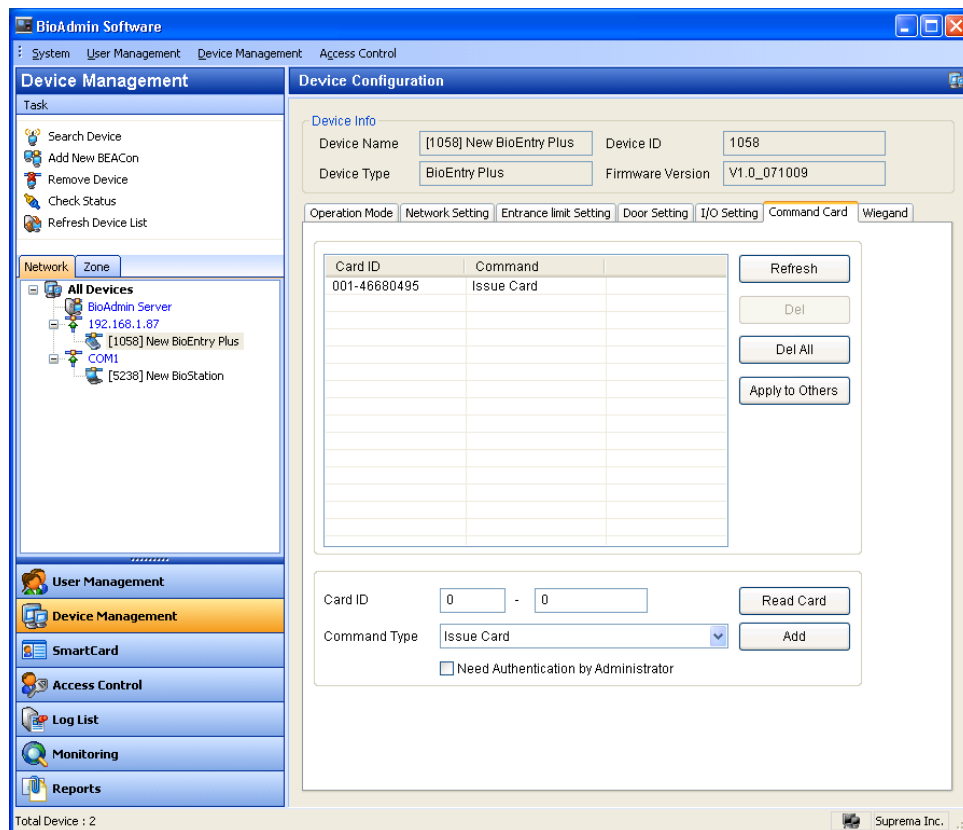 BioAdmin Software
System User Management Device Management Access Control
Device Management
Task
Search Device
Add New BEACon
Remove Device
Check Status
Refresh Device List
Network Zone
All Devices
BioAdmin Server
192.168.1.87
[1058] New BioEntry Plus
COM1
[5238] New BioStation
User Management
Device Management
SmartCard
Access Control
Log List
Monitoring
Reports
Device Configuration
Device Info
Device Name [1058] New BioEntry Plus Device ID 1058
Device Type BioEntry Plus Firmware Version V1.0_071009
Operation Mode Network Setting Entrance limit Setting Door Setting I/O Setting Command Card Wiegand
Card ID Command
001-46680495 Issue Card
Refresh
Del
Del All
Apply to Others
Card ID 0 - 0 Read Card
Command Type Issue Card Add
Need Authentication by Administrator
Total Device : 2 Suprema Inc.